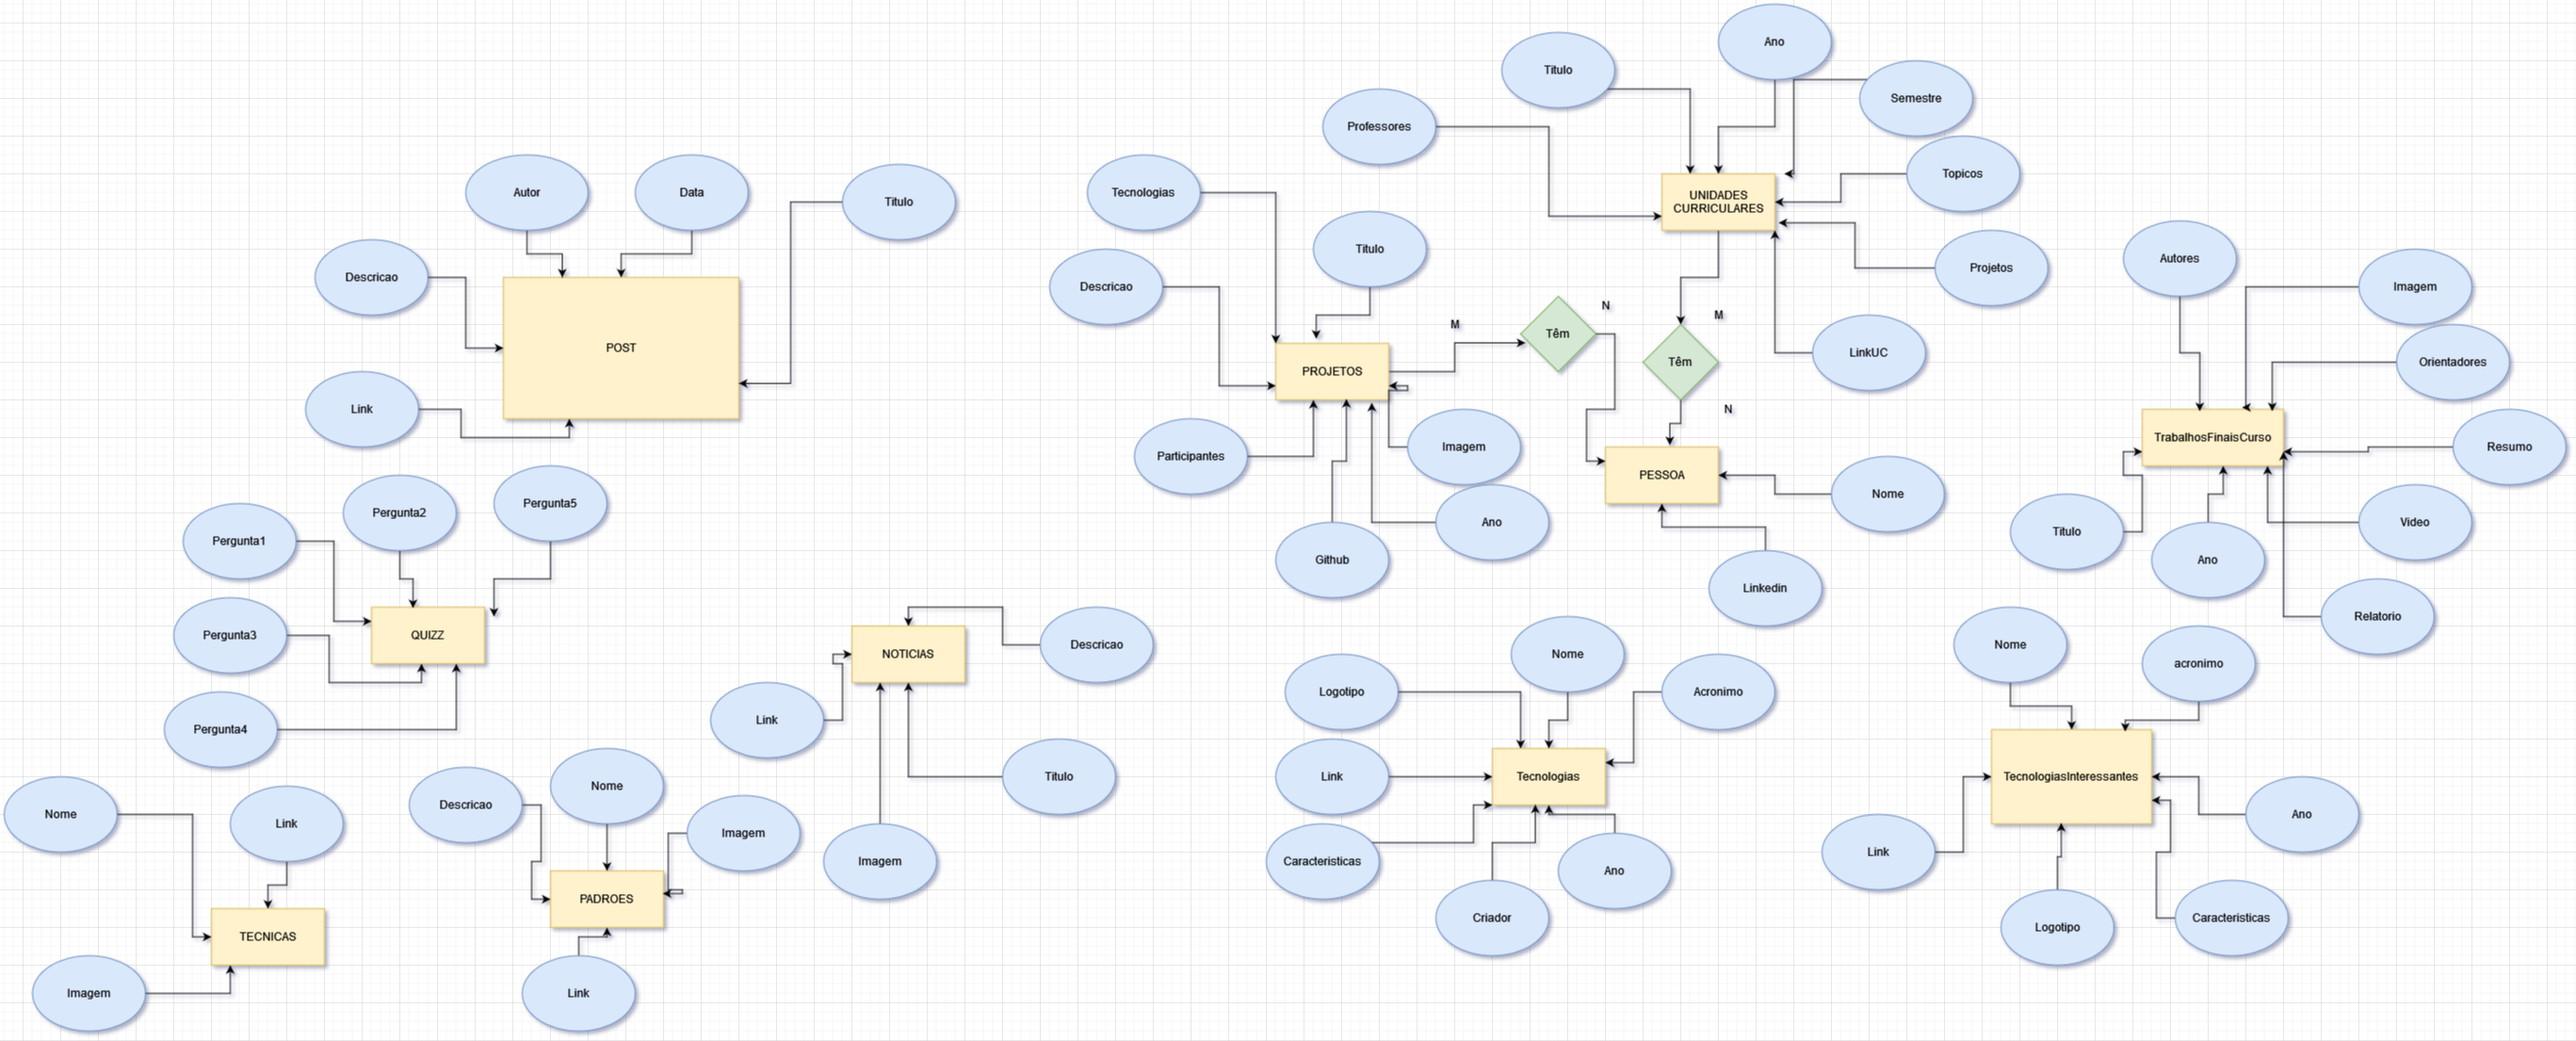 Autor
Data
Titulo
Descricao
POST
Link
Pergunta1
Pergunta2
Pergunta5
Pergunta3
QUIZZ
Pergunta4
Nome
Link
TECNICAS
Imagem
Descricao
Nome
Imagem
PADROES
Link
NOTICIAS
Descricao
Link
Titulo
Imagem
Tecnologias
Titulo
Descricao
PROJETOS
Participantes
Github
Imagem
Ano
M
Têm
N
Professores
Titulo
Ano
Semestre
Topicos
UNIDADES
CURRICULARES
Projetos
LinkUC
M
Têm
N
PESSOA
Nome
Linkedin
Autores
Imagem
Orientadores
TrabalhosFinaisCurso
Resumo
Titulo
Ano
Video
Relatorio
Logotipo
Nome
Acronimo
Link
Tecnologias
Caracteristicas
Criador
Ano
Nome
acronimo
TecnologiasInteressantes
Ano
Link
Logotipo
Caracteristicas